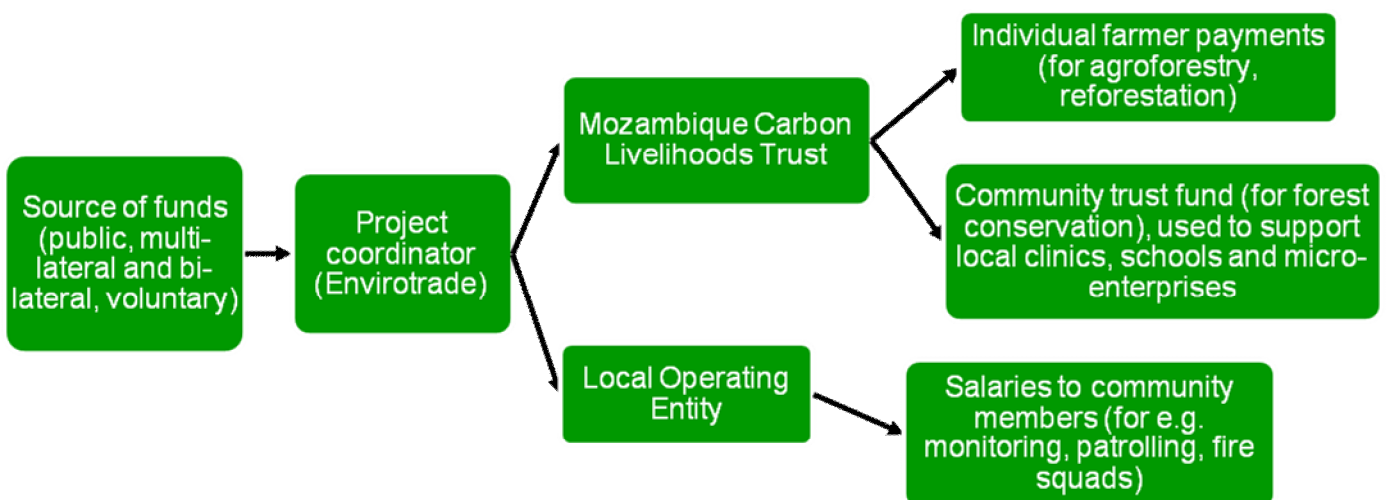 Source of funds
(public, multi-
lateral and bi-
lateral, voluntary)
Project
coordinator
(Envirotrade)
Mozambique Carbon
Livelihoods Trust
Individual farmer payments
(for agroforestry,
reforestation)
Community trust fund (for forest
conservation), used to support
local clinics, schools and micro-
enterprises
Local Operating
Entity
Salaries to community
members (for e.g.
monitoring, patrolling, fire
squads)